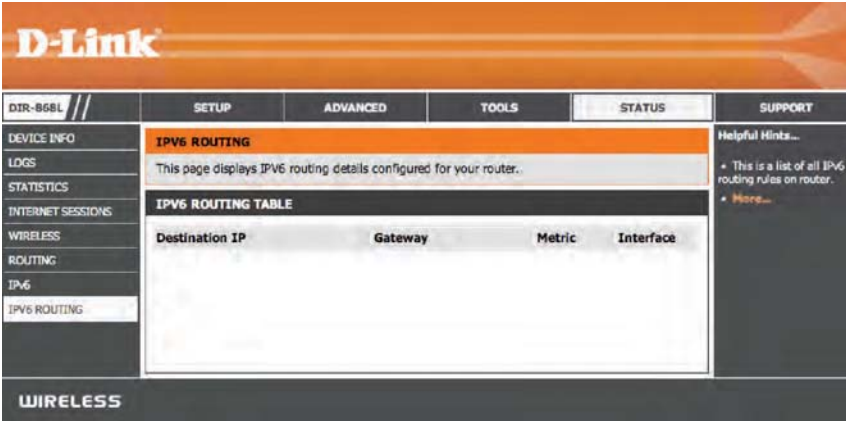 D-Link
DIR-868L
SETUP
ADVANCED
TOOLS
STATUS
SUPPORT
DEVICE INFO
LOGS
STATISTICS
INTERNET SESSIONS
WIRELESS
ROUTING
IPv6
IPV6 ROUTING
IPV6 ROUTING
This page displays IPV6 routing details configured for your router.
IPV6 ROUTING TABLE
Destination IP Gateway Metric Interface
Helpful Hints...
• This is a list of all IPv6
routing rules on router.
• More...
WIRELESS